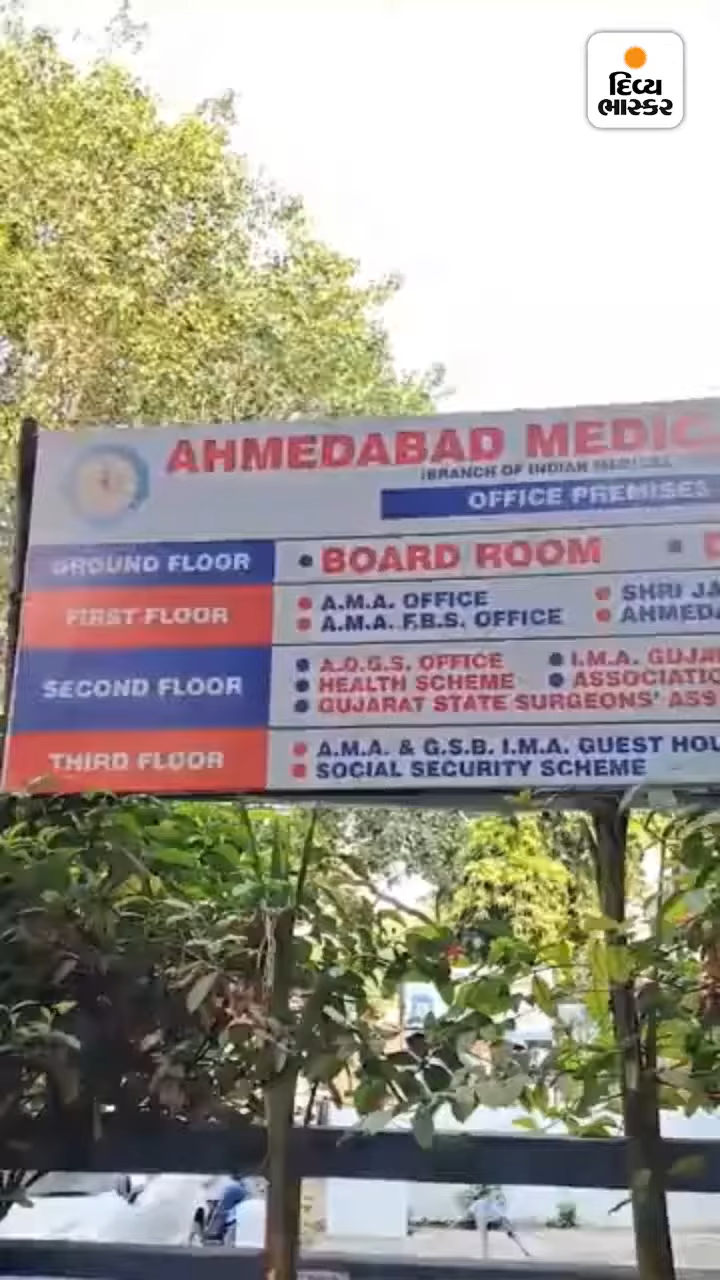 દિવ્ય
ભાસ્કર
AHMEDABAD MEDIC
(BRANCH OF INDIAN MEDICAL
OFFICE PREMISES
GROUND FLOOR • BOARD ROOM •
FIRST FLOOR • A.M.A. OFFICE • SHRI JA
• A.M.A. F.B.S. OFFICE • AHMEDA
SECOND FLOOR • A.O.G.S. OFFICE • I.M.A. GUJA
• HEALTH SCHEME • ASSOCIATIO
• GUJARAT STATE SURGEONS' ASS
THIRD FLOOR • A.M.A. & G.S.B. I.M.A. GUEST HOU
• SOCIAL SECURITY SCHEME